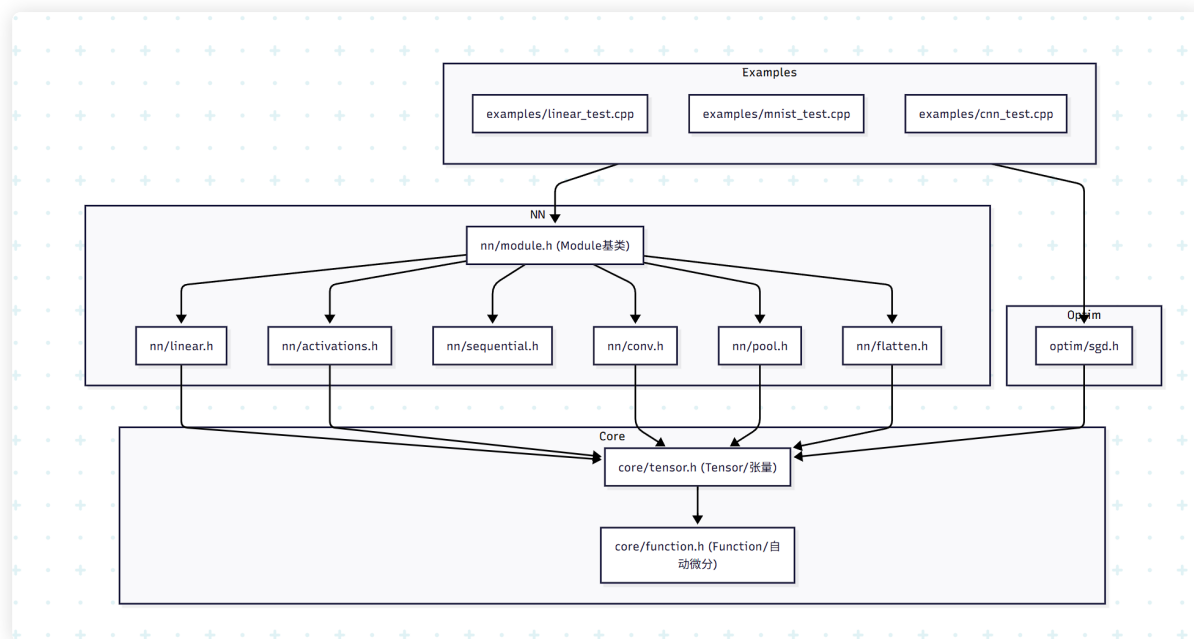 Examples
examples/linear_test.cpp
examples/mnist_test.cpp
examples/cnn_test.cpp
NN
nn/module.h (Module基类)
nn/linear.h
nn/activations.h
nn/sequential.h
nn/conv.h
nn/pool.h
nn/flatten.h
Optim
optim/sgd.h
Core
core/tensor.h (Tensor/张量)
core/function.h (Function/自
动微分)